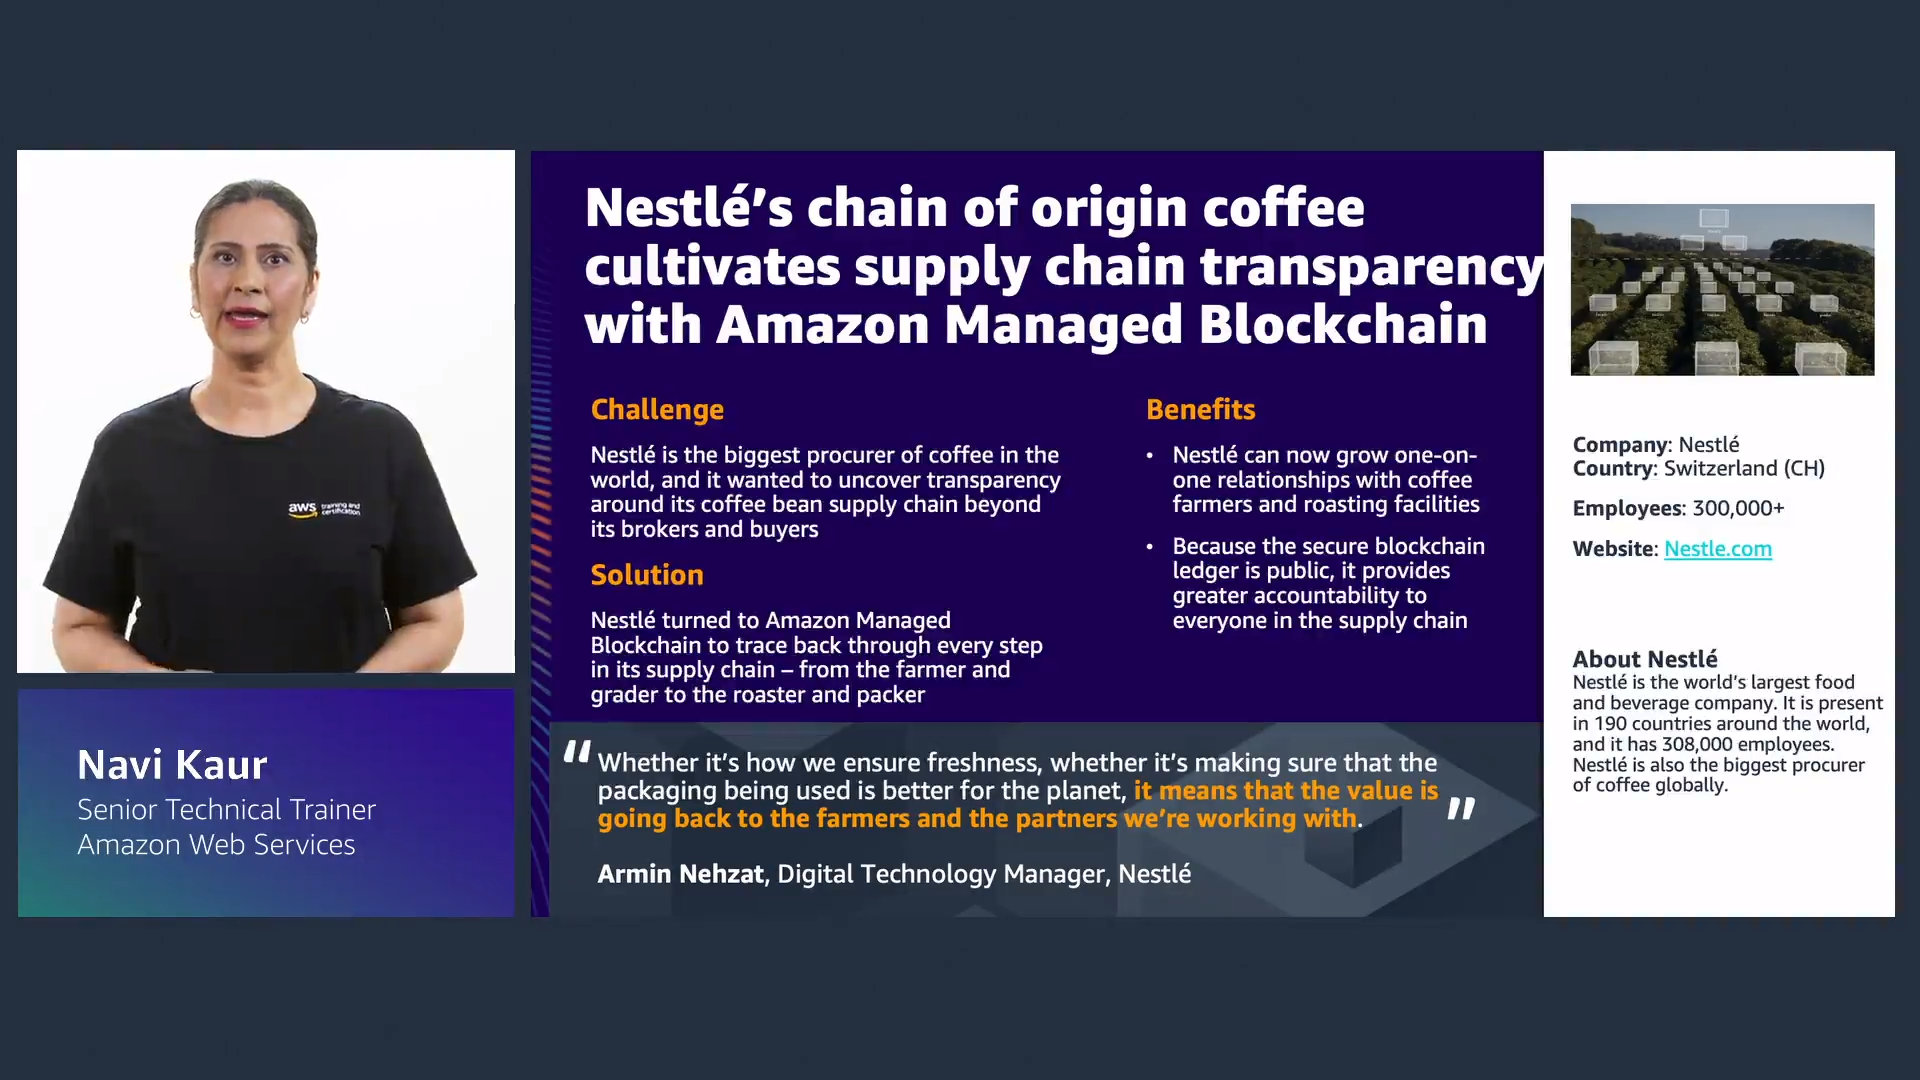 Nestlé’s chain of origin coffee
cultivates supply chain transparency
with Amazon Managed Blockchain
Challenge
Nestlé is the biggest procurer of coffee in the
world, and it wanted to uncover transparency
around its coffee bean supply chain beyond
its brokers and buyers
Solution
Nestlé turned to Amazon Managed
Blockchain to trace back through every step
in its supply chain – from the farmer and
grader to the roaster and packer
Benefits
• Nestlé can now grow one-on-
one relationships with coffee
farmers and roasting facilities
• Because the secure blockchain
ledger is public, it provides
greater accountability to
everyone in the supply chain
“Whether it’s how we ensure freshness, whether it’s making sure that the
packaging being used is better for the planet, it means that the value is
going back to the farmers and the partners we’re working with.”
Armin Nehzat, Digital Technology Manager, Nestlé
Company: Nestlé
Country: Switzerland (CH)
Employees: 300,000+
Website: Nestle.com
About Nestlé
Nestlé is the world’s largest food
and beverage company. It is present
in 190 countries around the world,
and it has 308,000 employees.
Nestlé is also the biggest procurer
of coffee globally.
aws training and
certification
Navi Kaur
Senior Technical Trainer
Amazon Web Services